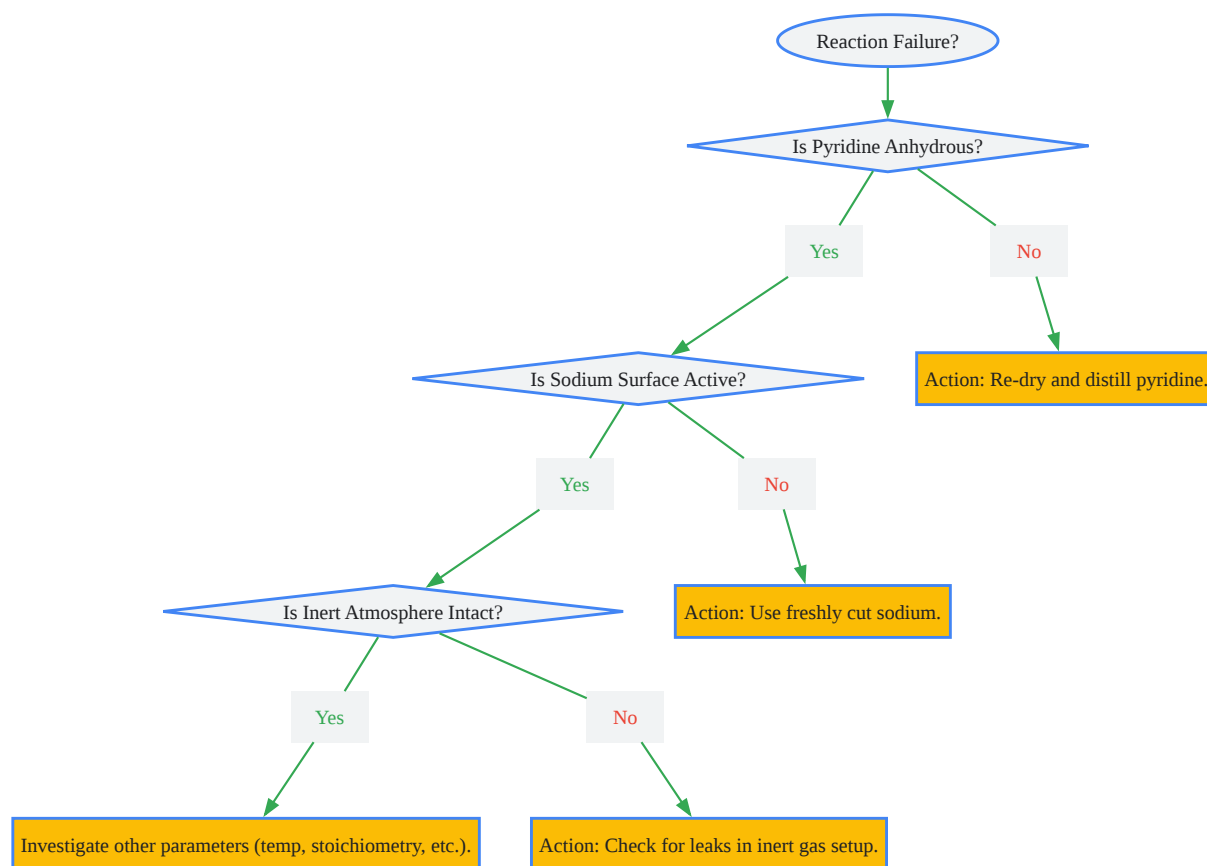 Reaction Failure?
Is Pyridine Anhydrous?
Yes
No
Is Sodium Surface Active?
Action: Re-dry and distill pyridine.
Yes
No
Is Inert Atmosphere Intact?
Action: Use freshly cut sodium.
Yes
No
Investigate other parameters (temp, stoichiometry, etc.).
Action: Check for leaks in inert gas setup.